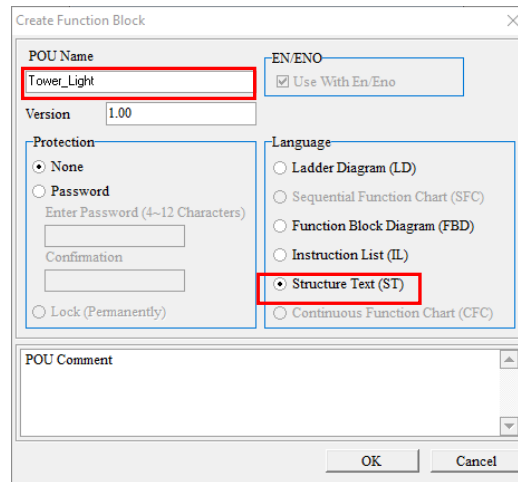 Create Function Block
POU Name
Tower_Light
EN/ENO
Use With En/Eno
Version
1.00
Protection
None
Password
Enter Password (4~12 Characters)
Confirmation
Lock (Permanently)
Language
Ladder Diagram (LD)
Sequential Function Chart (SFC)
Function Block Diagram (FBD)
Instruction List (IL)
Structure Text (ST)
Continuous Function Chart (CFC)
POU Comment
OK
Cancel